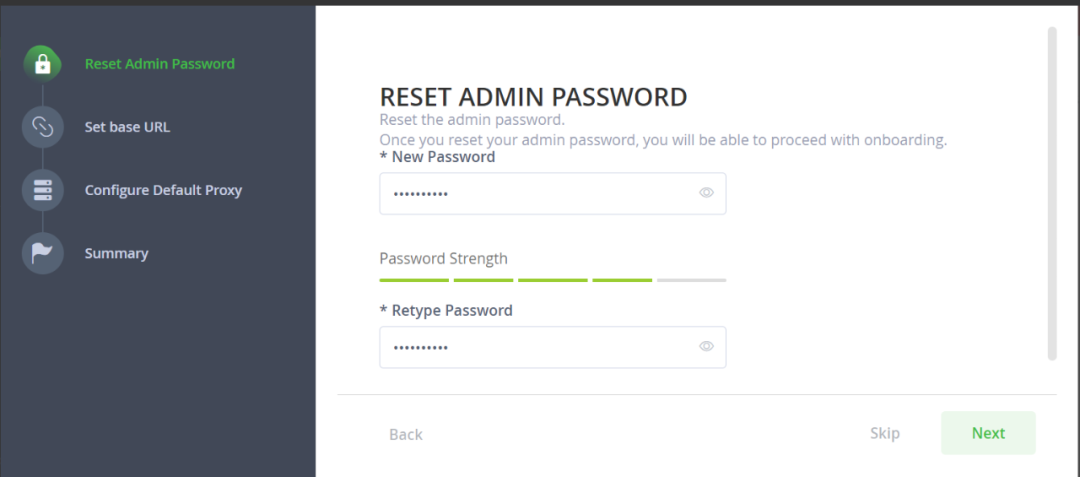 Reset Admin Password
Set base URL
Configure Default Proxy
Summary
RESET ADMIN PASSWORD
Reset the admin password.
Once you reset your admin password, you will be able to proceed with onboarding.
* New Password
••••••••••
Password Strength
* Retype Password
••••••••••
Back
Skip
Next